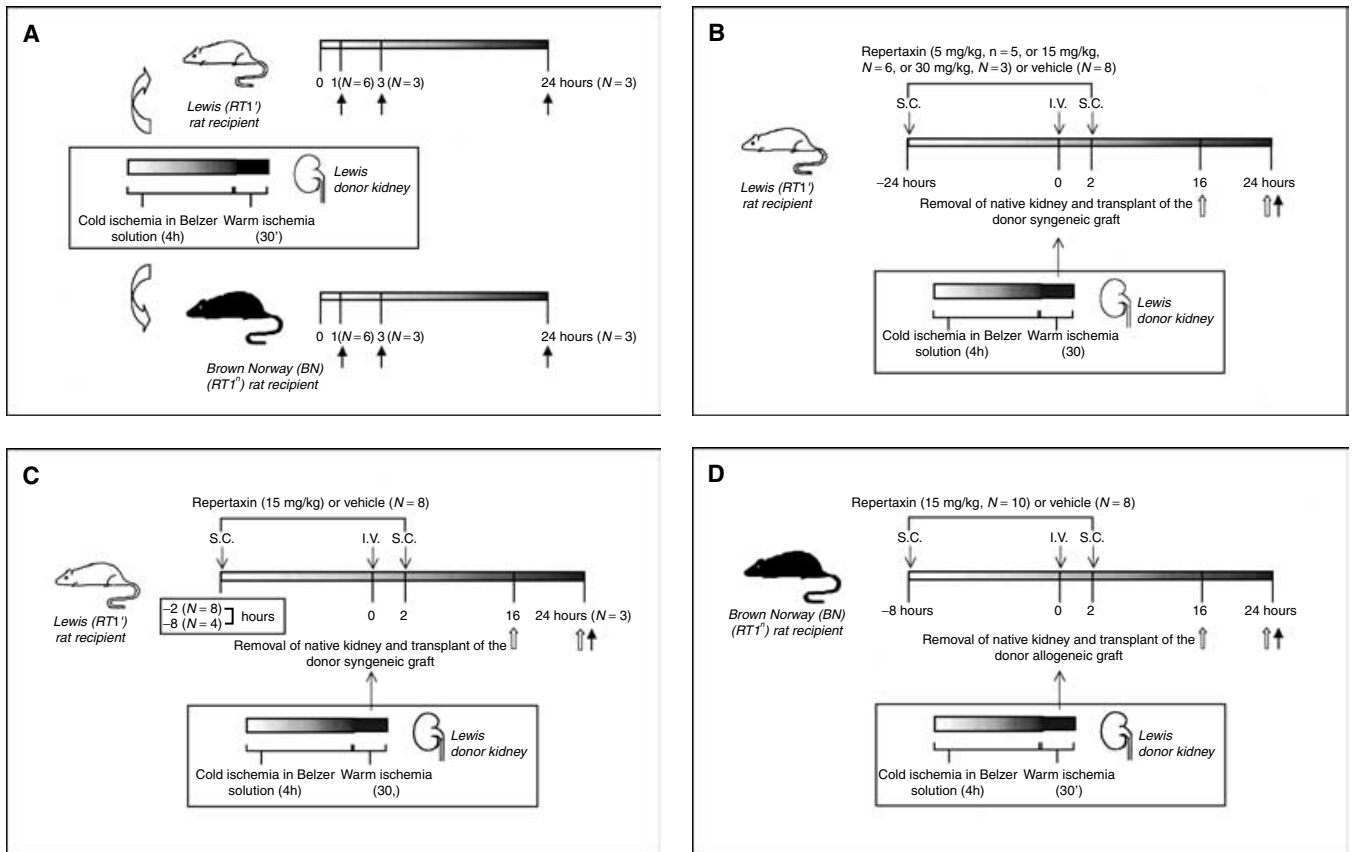 A
0 1(N = 6) 3 (N = 3) 24 hours (N = 3)
Lewis (RT1')
rat recipient
Lewis
donor kidney
Cold ischemia in Belzer Warm ischemia
solution (4h) (30')
0 1(N = 6) 3 (N = 3) 24 hours (N = 3)
Brown Norway (BN)
(RT1ⁿ) rat recipient
B
Repertaxin (5 mg/kg, n = 5, or 15 mg/kg,
N = 6, or 30 mg/kg, N = 3) or vehicle (N = 8)
S.C. I.V. S.C.
Lewis (RT1')
rat recipient
−24 hours 0 2 16 24 hours
Removal of native kidney and transplant of the
donor syngeneic graft
Lewis
donor kidney
Cold ischemia in Belzer Warm ischemia
solution (4h) (30)
C
Repertaxin (15 mg/kg) or vehicle (N = 8)
S.C. I.V. S.C.
Lewis (RT1')
rat recipient
−2 (N = 8)
−8 (N = 4)
hours
0 2 16 24 hours (N = 3)
Removal of native kidney and transplant of the
donor syngeneic graft
Lewis
donor kidney
Cold ischemia in Belzer Warm ischemia
solution (4h) (30,)
D
Repertaxin (15 mg/kg, N = 10) or vehicle (N = 8)
S.C. I.V. S.C.
Brown Norway (BN)
(RT1ⁿ) rat recipient
−8 hours 0 2 16 24 hours
Removal of native kidney and transplant of the
donor allogeneic graft
Lewis
donor kidney
Cold ischemia in Belzer Warm ischemia
solution (4h) (30')